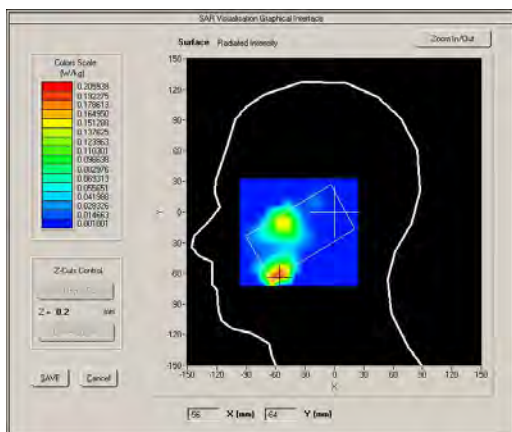 SAR Visualisation Graphical Interface
Surface Radiated Intensity
Zoom In/Out
Colors Scale
(W/kg)
0.205938
0.192275
0.178613
0.164950
0.151288
0.137625
0.123963
0.110301
0.096638
0.082976
0.069313
0.055651
0.041988
0.028326
0.014663
0.001001
150
120
90
60
30
0
-30
-60
-90
-120
-150
Y
-150 -120 -90 -60 -30 0 30 60 90 120 150
X
Z-Cuts Control
Z = 0.2 mm
SAVE Cancel
-56 X (mm) -64 Y (mm)